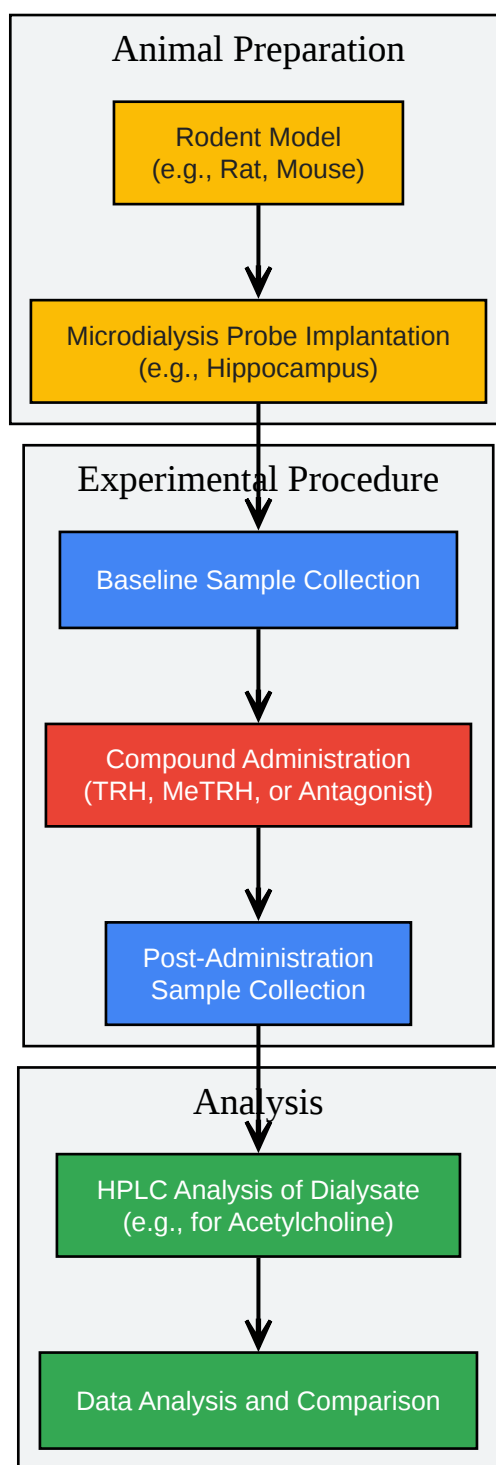 Animal Preparation
Rodent Model
(e.g., Rat, Mouse)
Microdialysis Probe Implantation
(e.g., Hippocampus)
Experimental Procedure
Baseline Sample Collection
Compound Administration
(TRH, MeTRH, or Antagonist)
Post-Administration
Sample Collection
Analysis
HPLC Analysis of Dialysate
(e.g., for Acetylcholine)
Data Analysis and Comparison